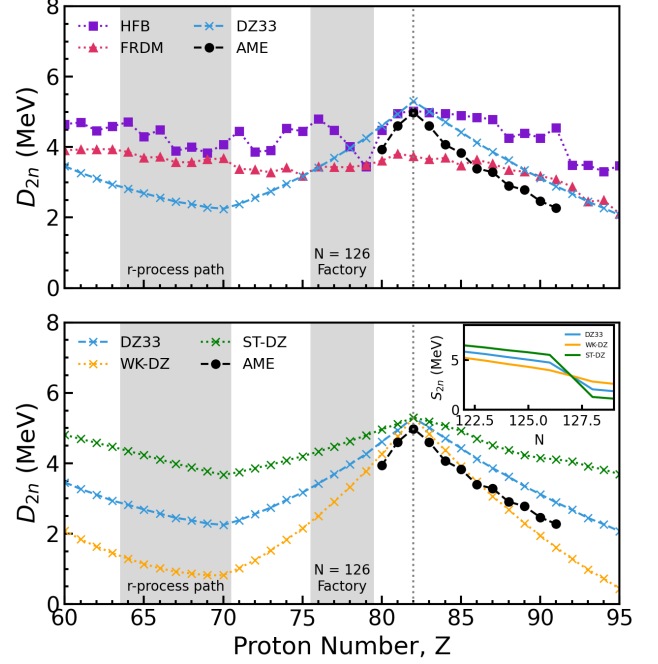 8
6
4
2
0
D2n (MeV)
HFB
FRDM
DZ33
AME
r-process path
N = 126
Factory
8
6
4
2
0
D2n (MeV)
DZ33
WK-DZ
ST-DZ
AME
5
0
S2n (MeV)
DZ33
WK-DZ
ST-DZ
122.5
125.0
127.5
N
r-process path
N = 126
Factory
60 65 70 75 80 85 90 95
Proton Number, Z